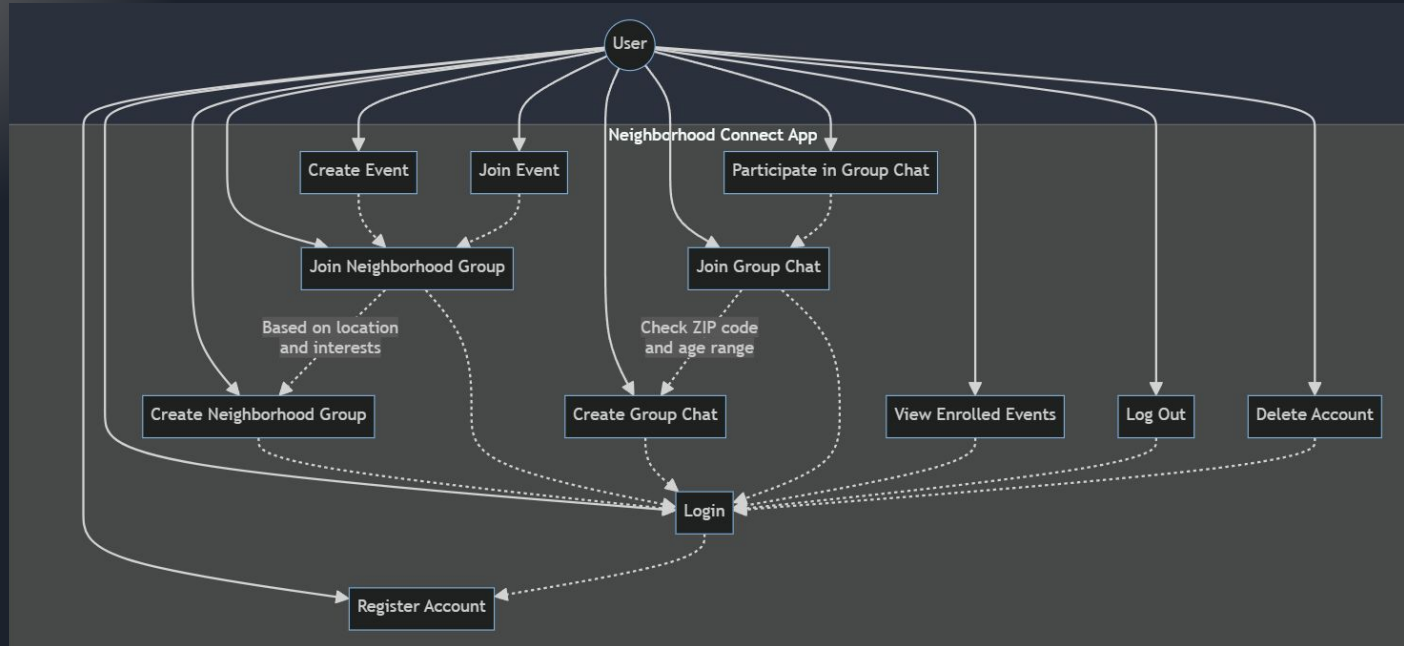 User
Neighborhood Connect App
Create Event
Join Event
Participate in Group Chat
Join Neighborhood Group
Join Group Chat
Based on location
and interests
Check ZIP code
and age range
Create Neighborhood Group
Create Group Chat
View Enrolled Events
Log Out
Delete Account
Login
Register Account